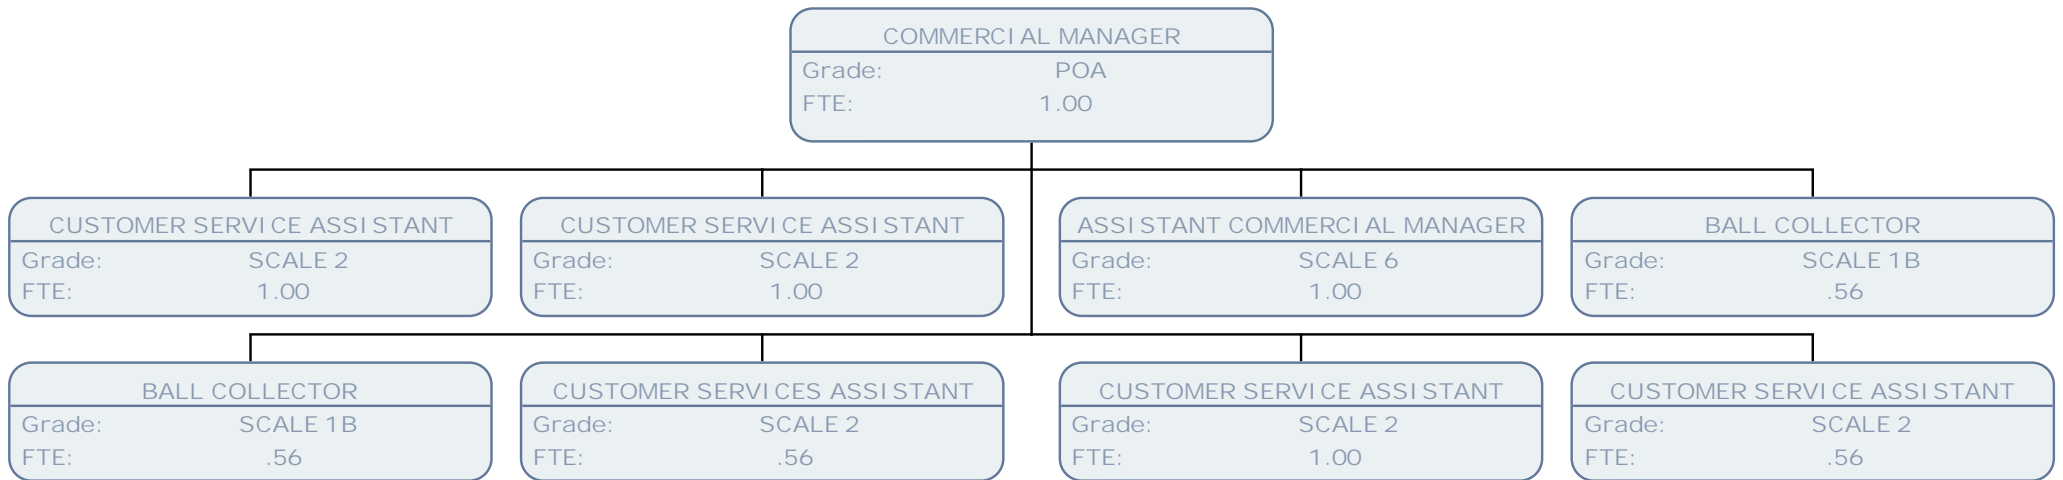 COMMERCIAL MANAGER
Grade: POA
FTE: 1.00
CUSTOMER SERVICE ASSISTANT
Grade: SCALE 2
FTE: 1.00
CUSTOMER SERVICE ASSISTANT
Grade: SCALE 2
FTE: 1.00
ASSISTANT COMMERCIAL MANAGER
Grade: SCALE 6
FTE: 1.00
BALL COLLECTOR
Grade: SCALE 1B
FTE: .56
BALL COLLECTOR
Grade: SCALE 1B
FTE: .56
CUSTOMER SERVICES ASSISTANT
Grade: SCALE 2
FTE: .56
CUSTOMER SERVICE ASSISTANT
Grade: SCALE 2
FTE: 1.00
CUSTOMER SERVICE ASSISTANT
Grade: SCALE 2
FTE: .56